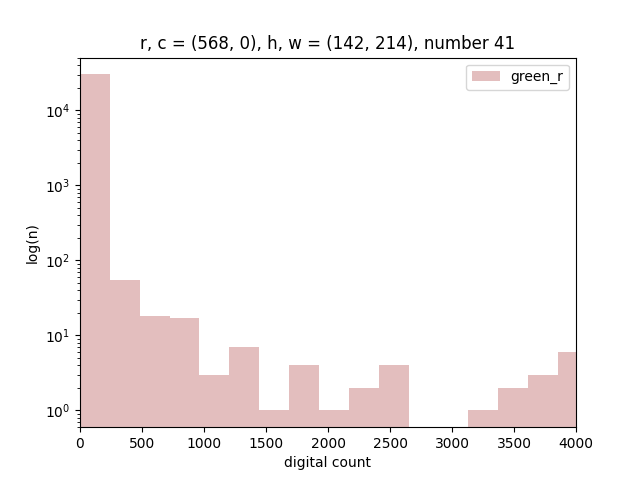 r, c = (568, 0), h, w = (142, 214), number 41
green_r
10⁴
10³
10²
10¹
10⁰
log(n)
0 500 1000 1500 2000 2500 3000 3500 4000
digital count